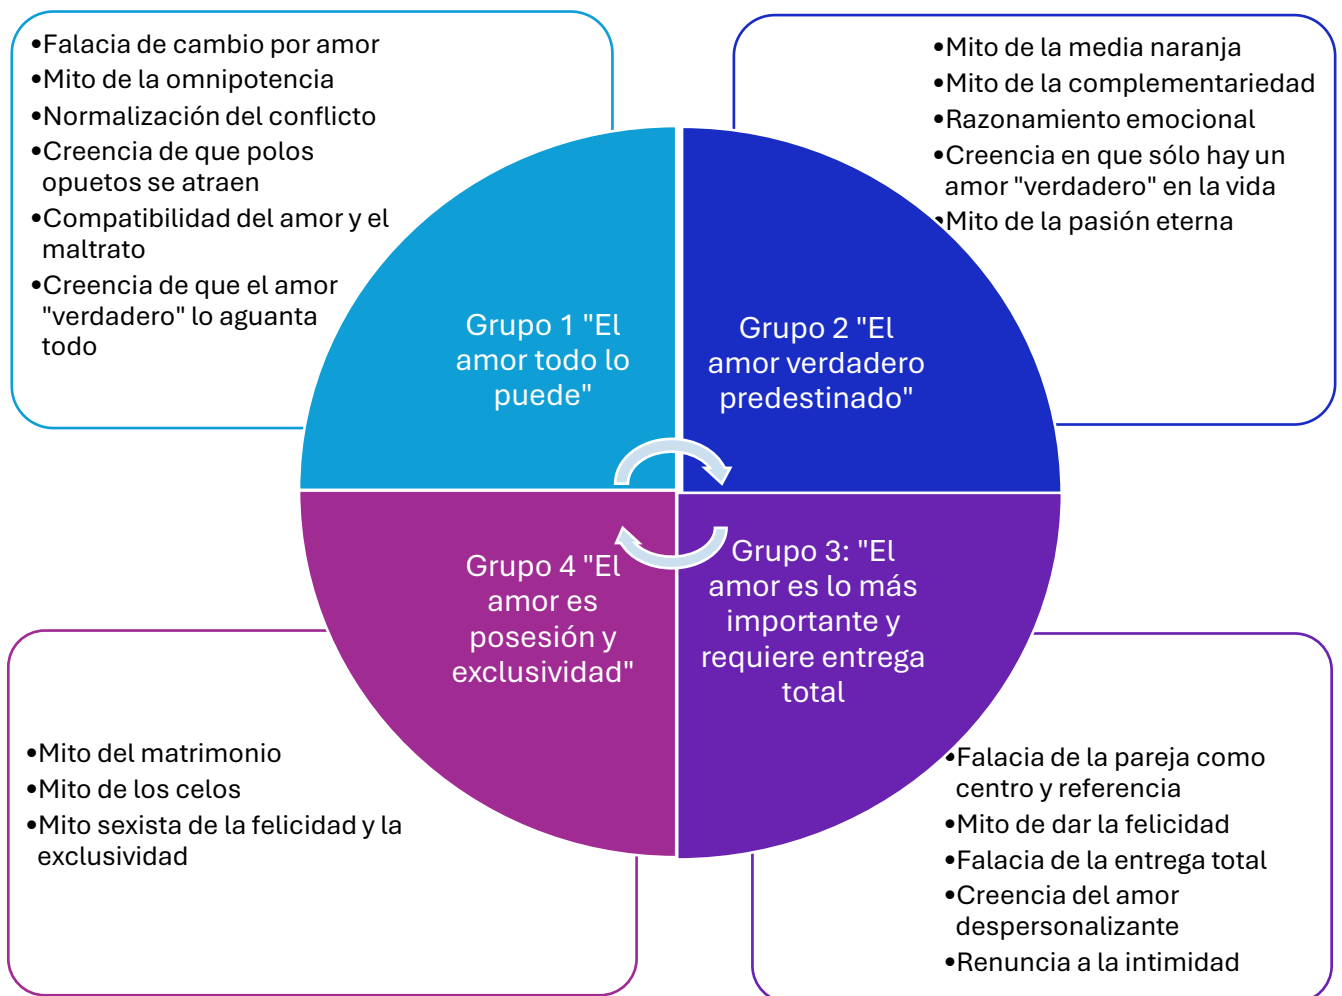 •Falacia de cambio por amor
•Mito de la omnipotencia
•Normalización del conflicto
•Creencia de que polos
opuetos se atraen
•Compatibilidad del amor y el
maltrato
•Creencia de que el amor
"verdadero" lo aguanta
todo
•Mito de la media naranja
•Mito de la complementariedad
•Razonamiento emocional
•Creencia en que sólo hay un
amor "verdadero" en la vida
•Mito de la pasión eterna
Grupo 1 "El
amor todo lo
puede"
Grupo 2 "El
amor verdadero
predestinado"
Grupo 4 "El
amor es
posesión y
exclusividad"
Grupo 3: "El
amor es lo más
importante y
requiere entrega
total
•Mito del matrimonio
•Mito de los celos
•Mito sexista de la felicidad y la
exclusividad
•Falacia de la pareja como
centro y referencia
•Mito de dar la felicidad
•Falacia de la entrega total
•Creencia del amor
despersonalizante
•Renuncia a la intimidad